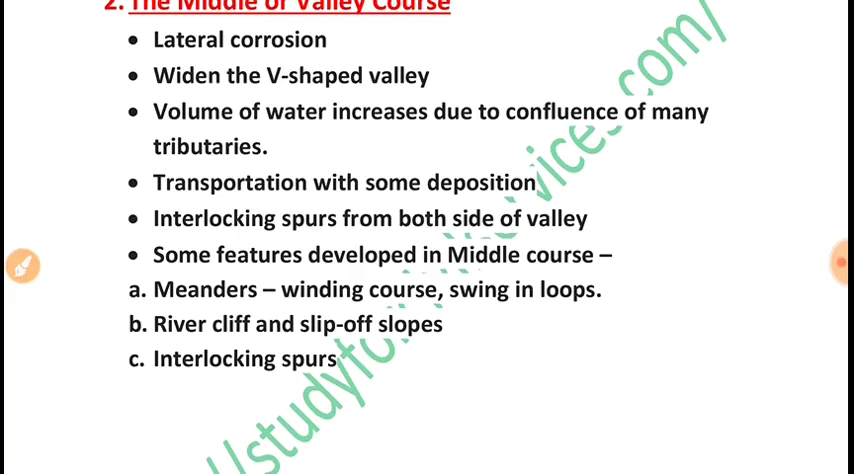 2. The Middle or Valley Course
• Lateral corrosion
• Widen the V-shaped valley
• Volume of water increases due to confluence of many
tributaries.
• Transportation with some deposition
• Interlocking spurs from both side of valley
• Some features developed in Middle course –
a. Meanders – winding course, swing in loops.
b. River cliff and slip-off slopes
c. Interlocking spurs